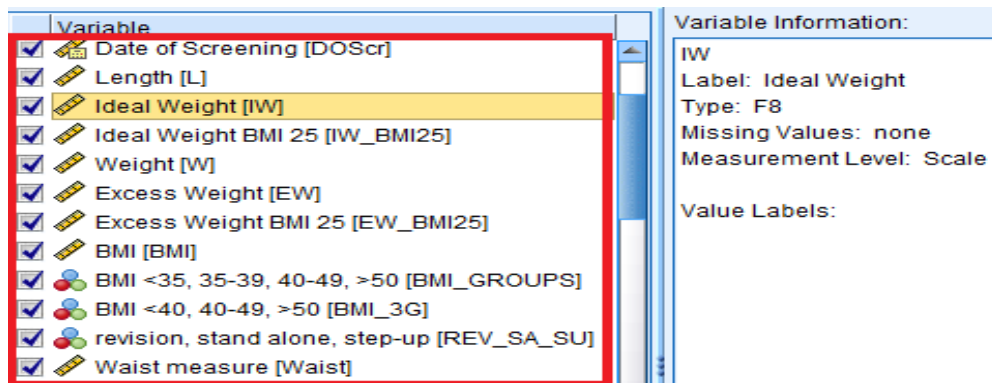 Variable
Date of Screening [DOScr]
Length [L]
Ideal Weight [IW]
Ideal Weight BMI 25 [IW_BMI25]
Weight [W]
Excess Weight [EW]
Excess Weight BMI 25 [EW_BMI25]
BMI [BMI]
BMI <35, 35-39, 40-49, >50 [BMI_GROUPS]
BMI <40, 40-49, >50 [BMI_3G]
revision, stand alone, step-up [REV_SA_SU]
Waist measure [Waist]
Variable Information:
IW
Label: Ideal Weight
Type: F8
Missing Values: none
Measurement Level: Scale
Value Labels: